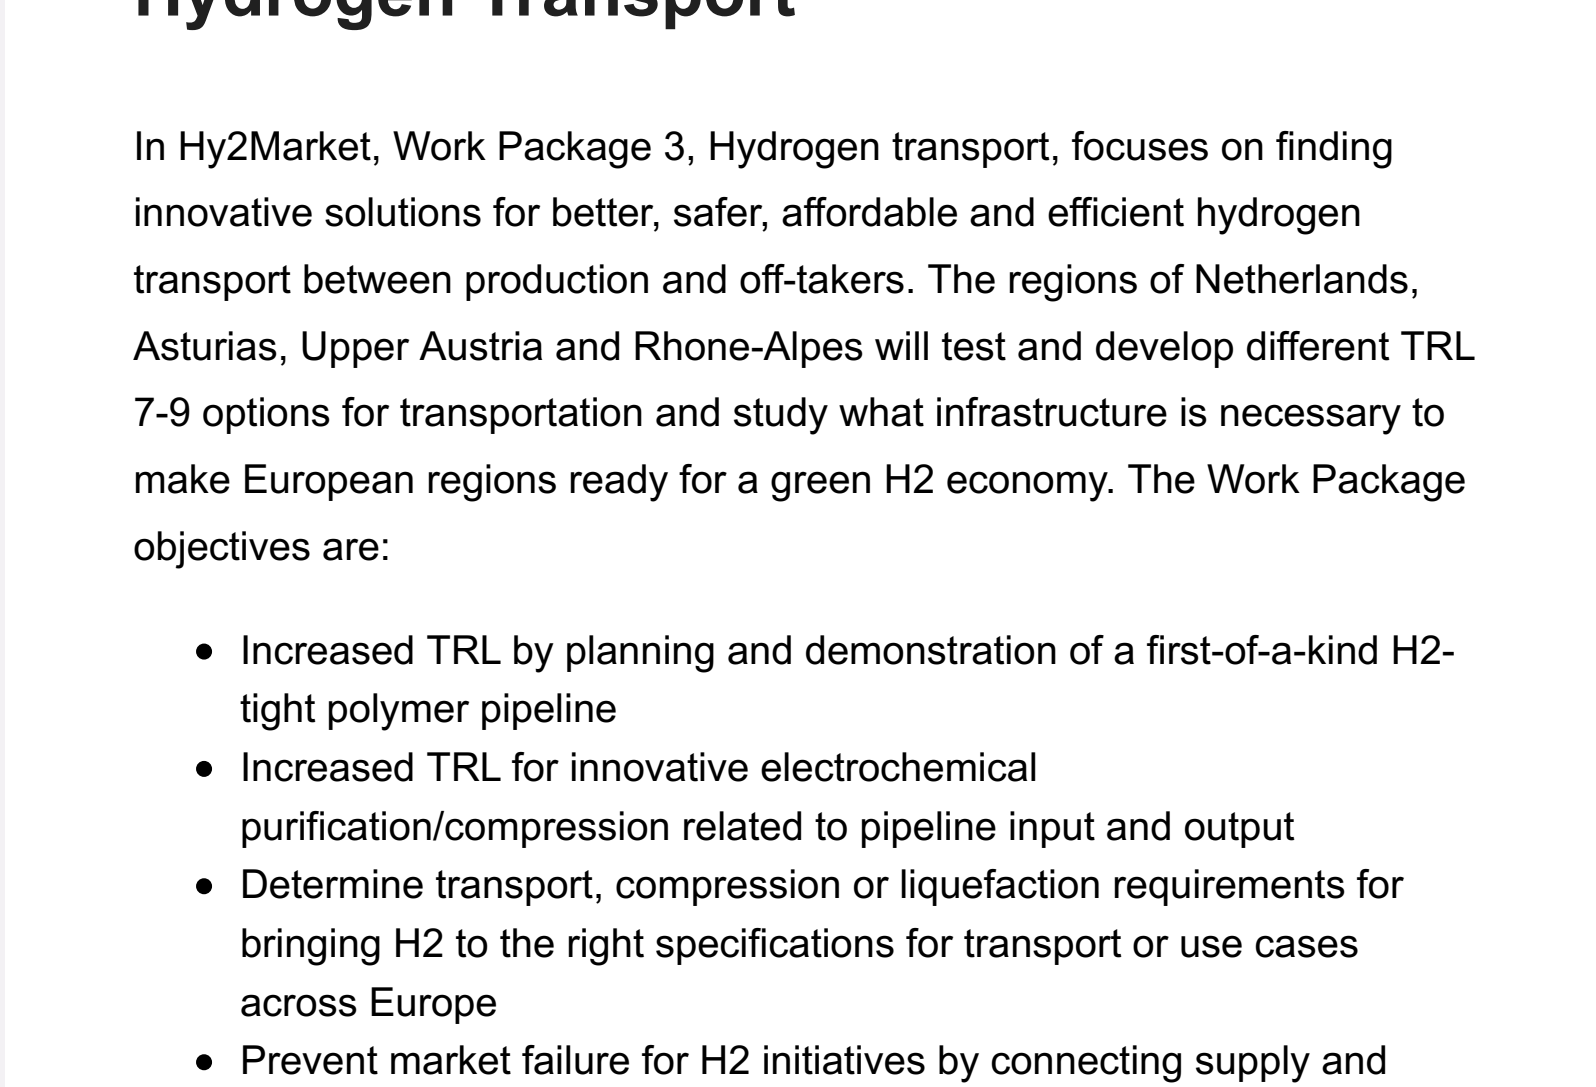 Hydrogen Transport
In Hy2Market, Work Package 3, Hydrogen transport, focuses on finding
innovative solutions for better, safer, affordable and efficient hydrogen
transport between production and off-takers. The regions of Netherlands,
Asturias, Upper Austria and Rhone-Alpes will test and develop different TRL
7-9 options for transportation and study what infrastructure is necessary to
make European regions ready for a green H2 economy. The Work Package
objectives are:
● Increased TRL by planning and demonstration of a first-of-a-kind H2-
tight polymer pipeline
● Increased TRL for innovative electrochemical
purification/compression related to pipeline input and output
● Determine transport, compression or liquefaction requirements for
bringing H2 to the right specifications for transport or use cases
across Europe
● Prevent market failure for H2 initiatives by connecting supply and